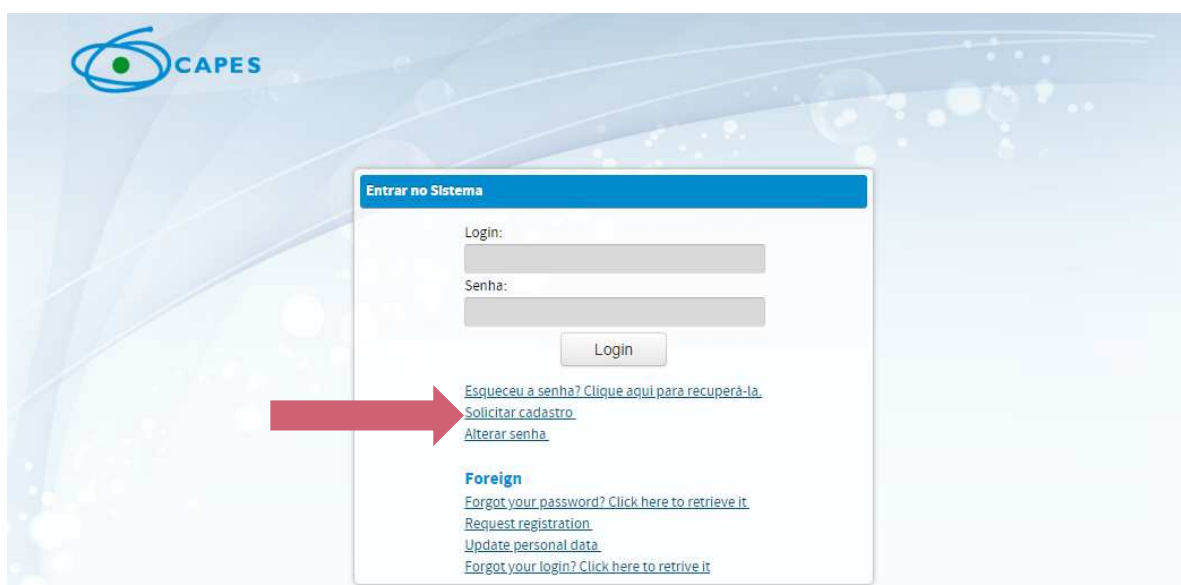 CAPES
Entrar no Sistema
Login:
Senha:
Login
Esqueceu a senha? Clique aqui para recuperá-la.
Solicitar cadastro
Alterar senha
Foreign
Forgot your password? Click here to retrieve it
Request registration
Update personal data
Forgot your login? Click here to retrive it